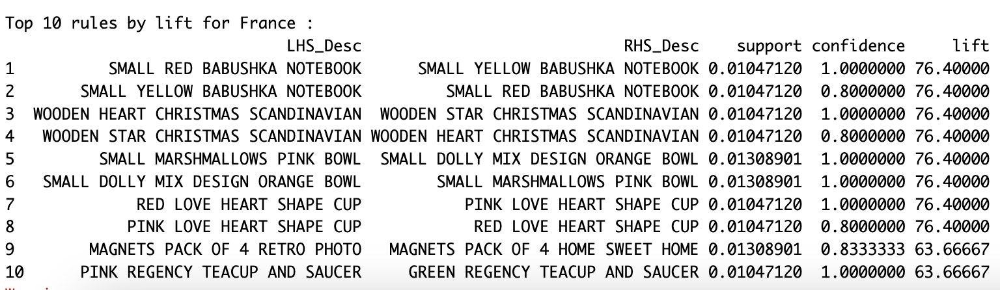 Top 10 rules by lift for France :
LHS_Desc RHS_Desc support confidence lift
1 SMALL RED BABUSHKA NOTEBOOK SMALL YELLOW BABUSHKA NOTEBOOK 0.01047120 1.0000000 76.40000
2 SMALL YELLOW BABUSHKA NOTEBOOK SMALL RED BABUSHKA NOTEBOOK 0.01047120 0.8000000 76.40000
3 WOODEN HEART CHRISTMAS SCANDINAVIAN WOODEN STAR CHRISTMAS SCANDINAVIAN 0.01047120 1.0000000 76.40000
4 WOODEN STAR CHRISTMAS SCANDINAVIAN WOODEN HEART CHRISTMAS SCANDINAVIAN 0.01047120 0.8000000 76.40000
5 SMALL MARSHMALLOWS PINK BOWL SMALL DOLLY MIX DESIGN ORANGE BOWL 0.01308901 1.0000000 76.40000
6 SMALL DOLLY MIX DESIGN ORANGE BOWL SMALL MARSHMALLOWS PINK BOWL 0.01308901 1.0000000 76.40000
7 RED LOVE HEART SHAPE CUP PINK LOVE HEART SHAPE CUP 0.01047120 1.0000000 76.40000
8 PINK LOVE HEART SHAPE CUP RED LOVE HEART SHAPE CUP 0.01047120 0.8000000 76.40000
9 MAGNETS PACK OF 4 RETRO PHOTO MAGNETS PACK OF 4 HOME SWEET HOME 0.01308901 0.8333333 63.66667
10 PINK REGENCY TEACUP AND SAUCER GREEN REGENCY TEACUP AND SAUCER 0.01047120 1.0000000 63.66667